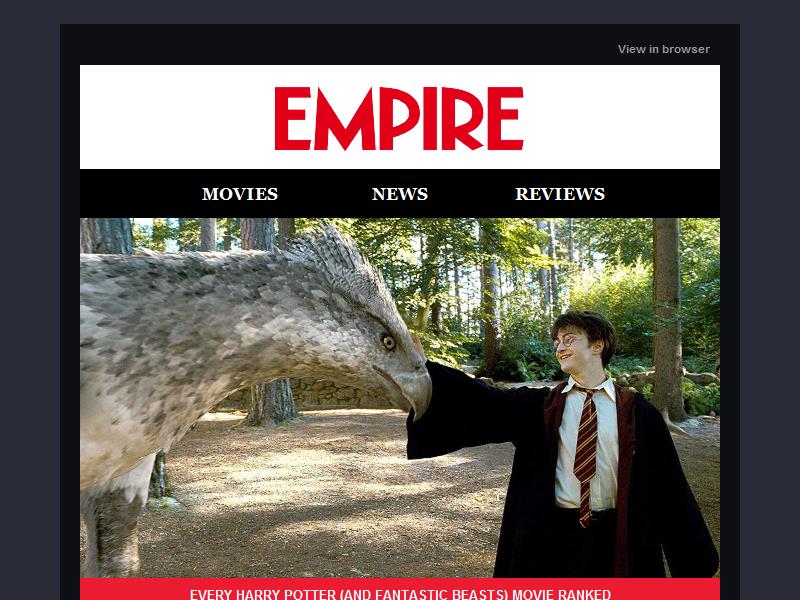 View in browser
EMPIRE
MOVIES NEWS REVIEWS
EVERY HARRY POTTER (AND FANTASTIC BEASTS) MOVIE RANKED